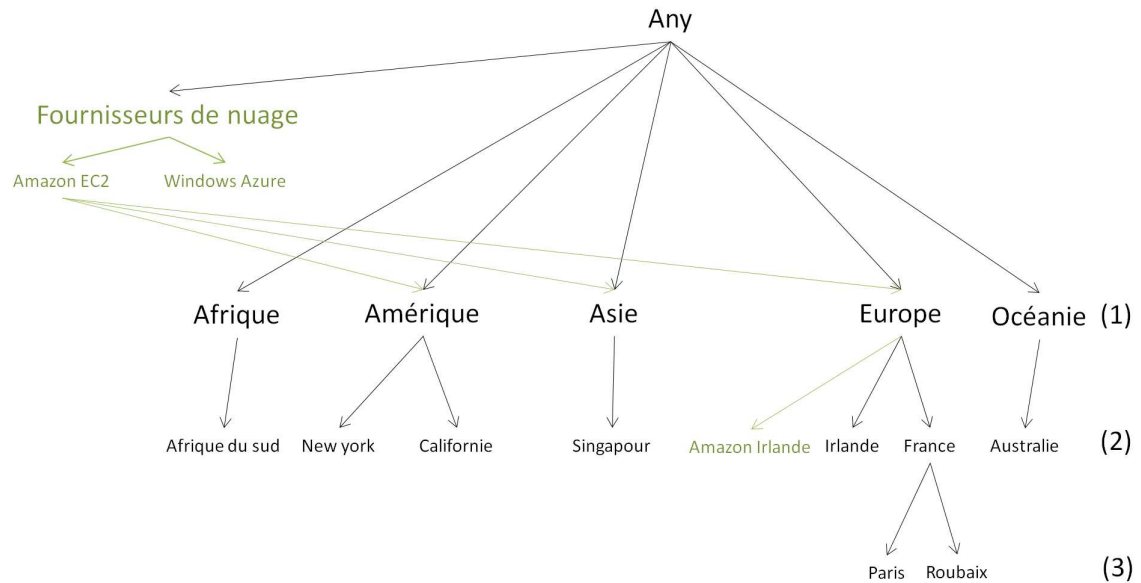 Any
Fournisseurs de nuage
Amazon EC2 Windows Azure
Afrique Amérique Asie Europe Océanie (1)
Afrique du sud New york Californie Singapour Amazon Irlande Irlande France Australie (2)
Paris Roubaix (3)